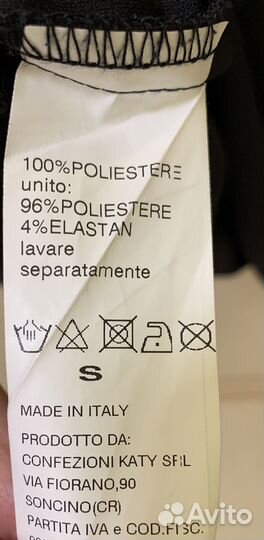 100%POLIESTERE
unito:
96%POLIESTERE
4%ELASTAN
lavare
separatamente
S
MADE IN ITALY
PRODOTTO DA:
CONFEZIONI KATY SRL
VIA FIORANO,90
SONCINO(CR)
PARTITA IVA e COD.FISC.
Avito